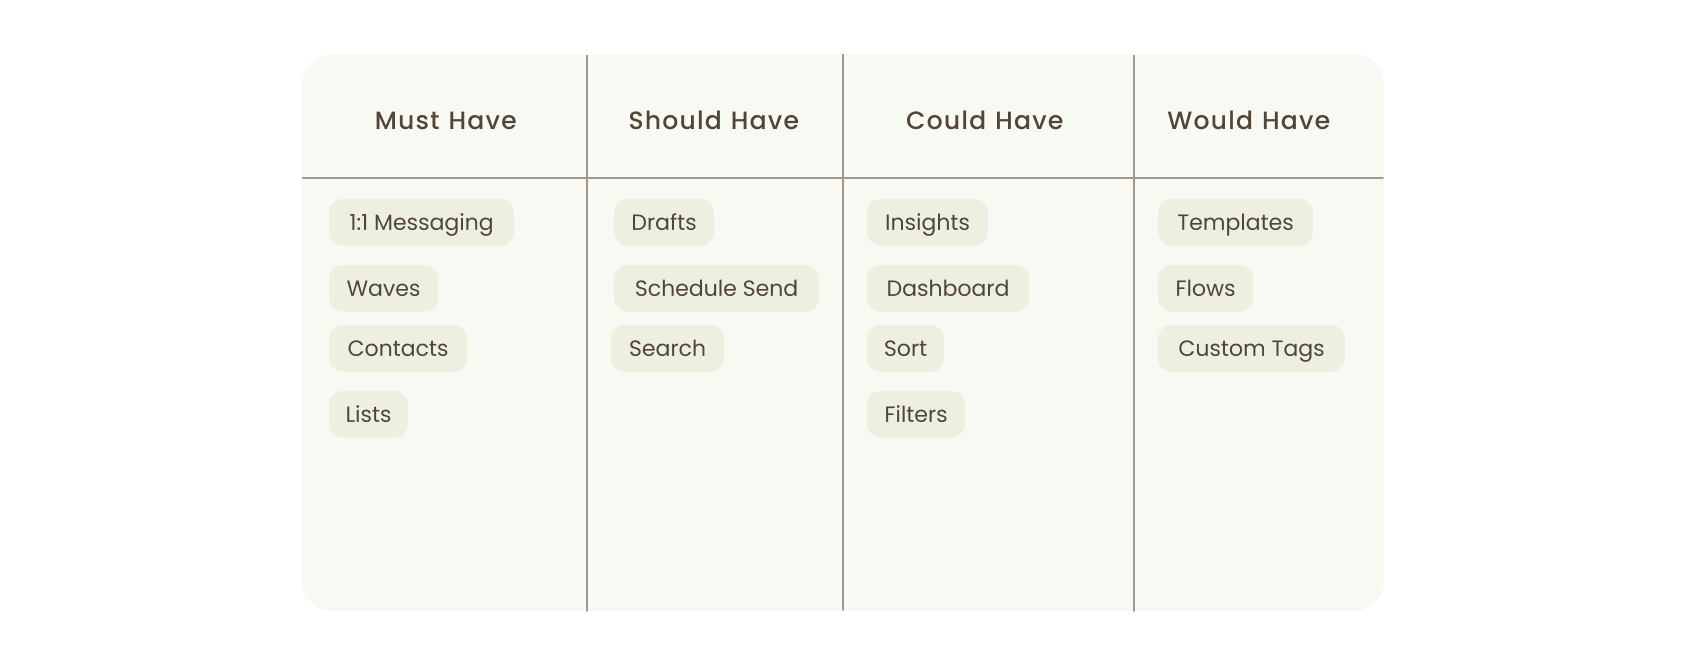 Must Have
Should Have
Could Have
Would Have
1:1 Messaging
Drafts
Insights
Templates
Waves
Schedule Send
Dashboard
Flows
Contacts
Search
Sort
Custom Tags
Lists
Filters